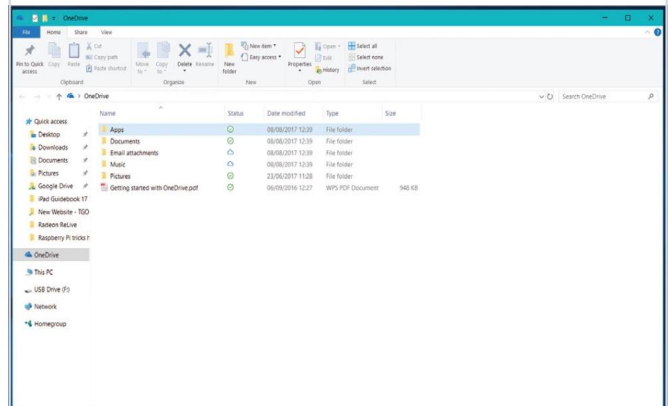 OneDrive
File Home Share View
Pin to Quick access Copy Paste Cut Copy path Paste shortcut Move to Copy to Delete Rename New folder New item Easy access Properties Open Edit History Select all Select none Invert selection
Clipboard Organize New Open Select
OneDrive Search OneDrive
Name Status Date modified Type Size
Quick access
Desktop
Downloads
Documents
Pictures
Google Drive
iPad Guidebook 17
New Website - TGO
Radeon ReLive
Raspberry Pi tricks h
OneDrive
This PC
USB Drive (F:)
Network
Homegroup
Apps 08/08/2017 12:39 File folder
Documents 08/08/2017 12:39 File folder
Email attachments 08/08/2017 12:39 File folder
Music 08/08/2017 12:39 File folder
Pictures 23/06/2017 11:28 File folder
Getting started with OneDrive.pdf 06/09/2016 12:27 WPS PDF Document 948 KB